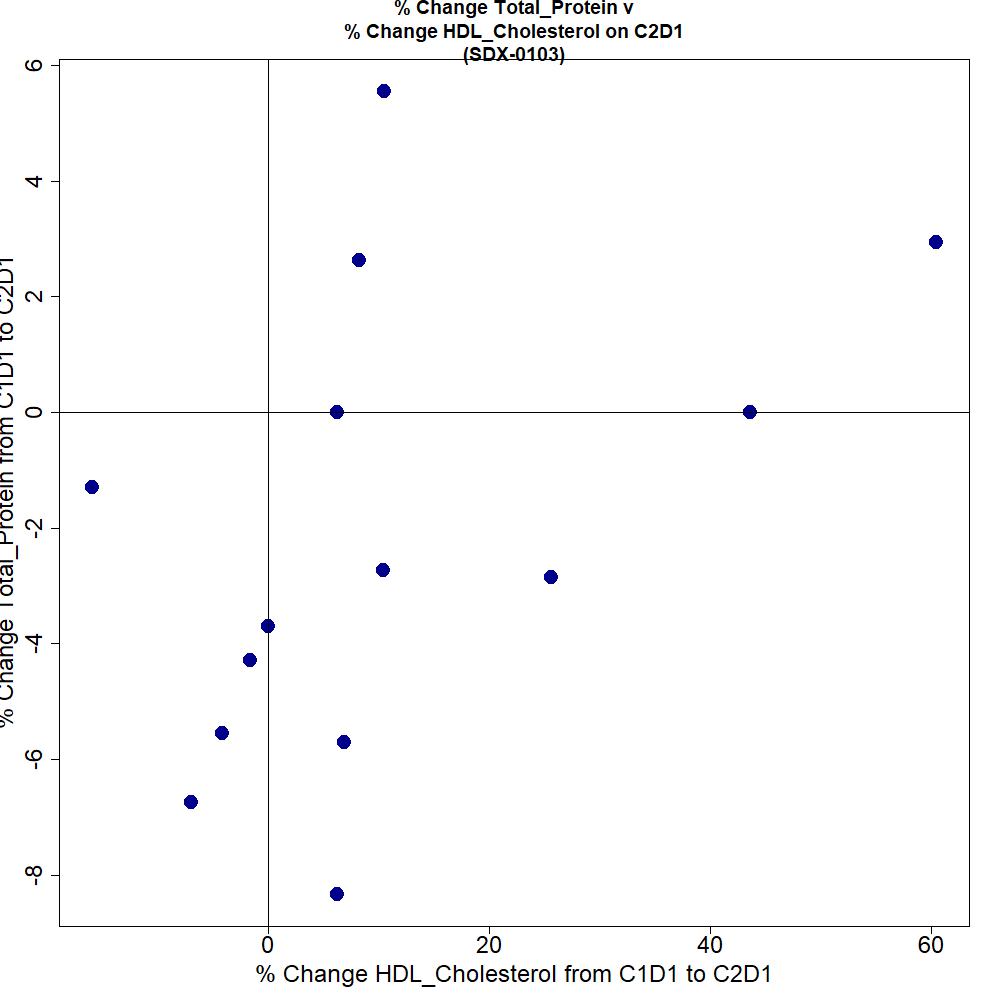 % Change Total_Protein v
% Change HDL_Cholesterol on C2D1
(SDX-0103)
6
4
2
0
-2
-4
-6
-8
% Change Total_Protein from C1D1 to C2D1
0
20
40
60
% Change HDL_Cholesterol from C1D1 to C2D1